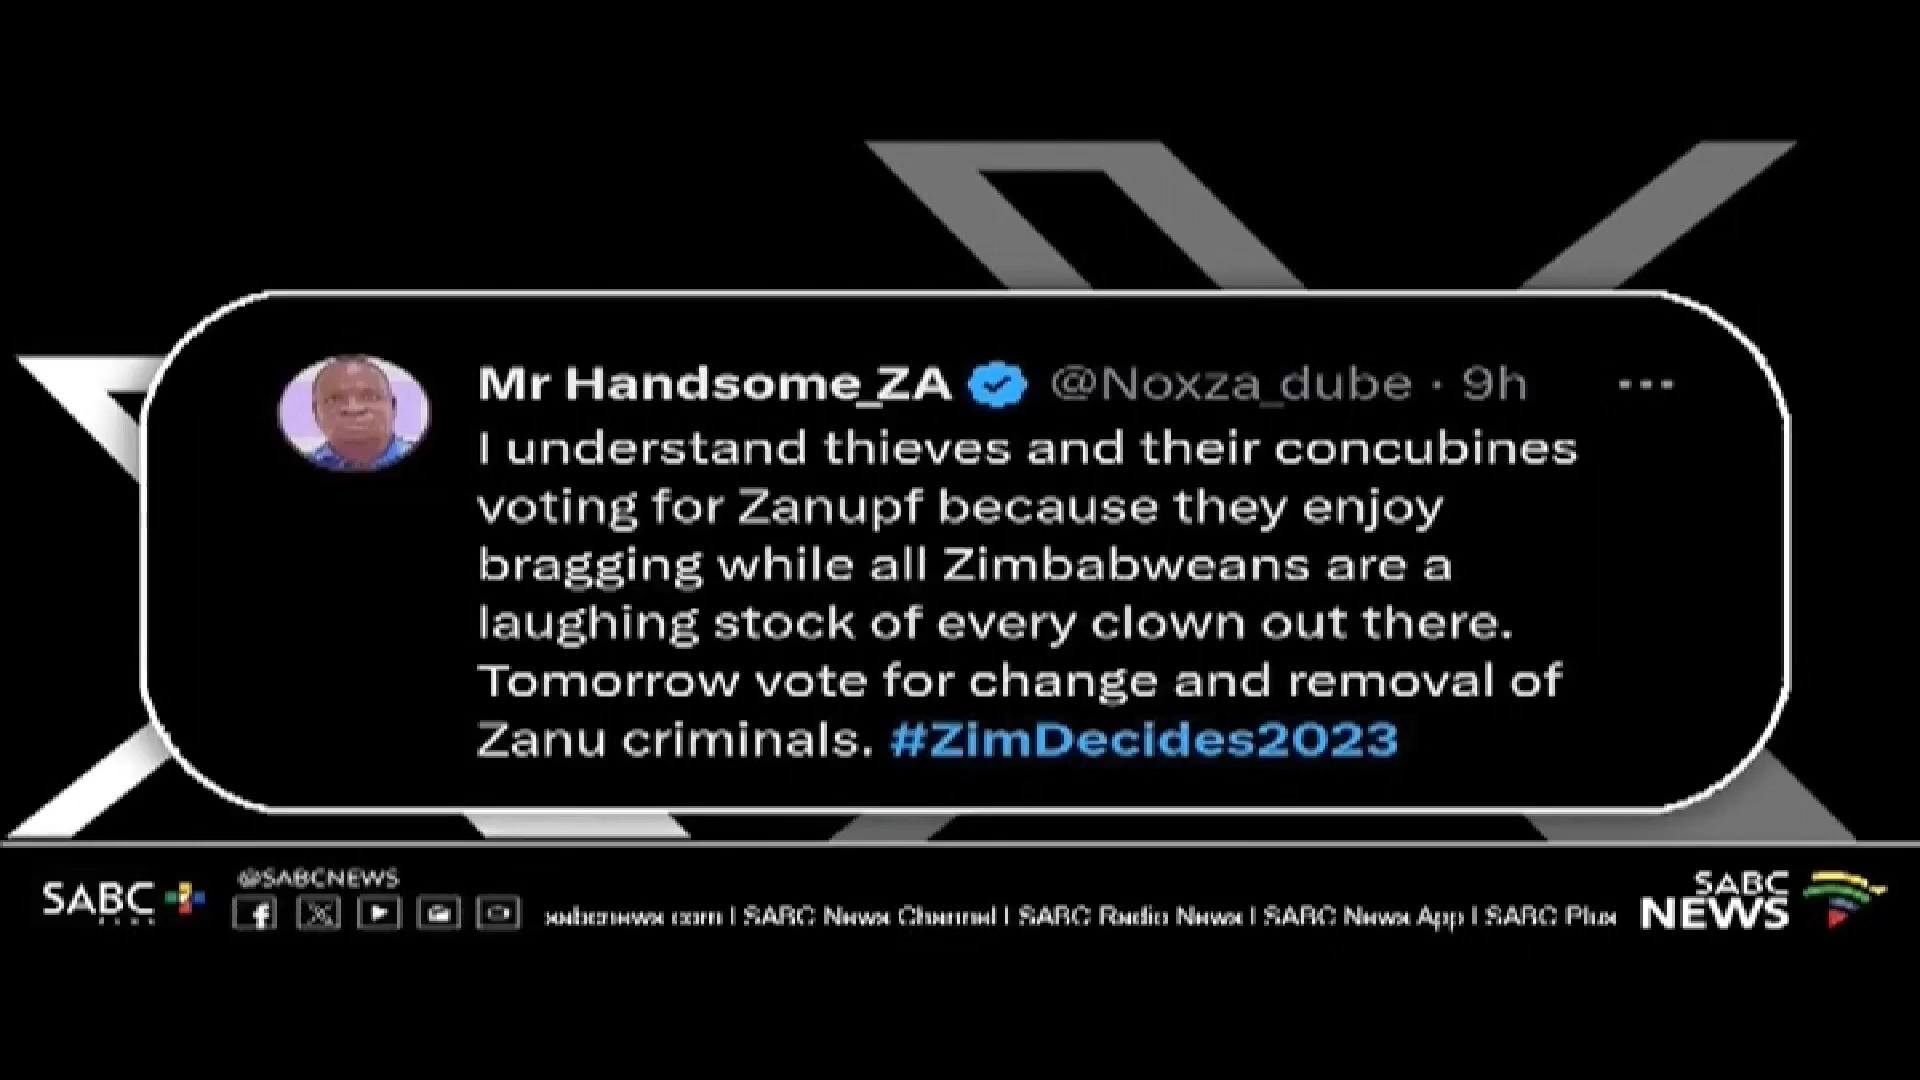 Mr Handsome_ZA @Noxza_dube · 9h
I understand thieves and their concubines
voting for Zanupf because they enjoy
bragging while all Zimbabweans are a
laughing stock of every clown out there.
Tomorrow vote for change and removal of
Zanu criminals. #ZimDecides2023
SABC
PLUS
@SABCNEWS
sabcnews.com | SABC News Channel | SABC Radio News | SABC News App | SABC Plus
SABC
NEWS